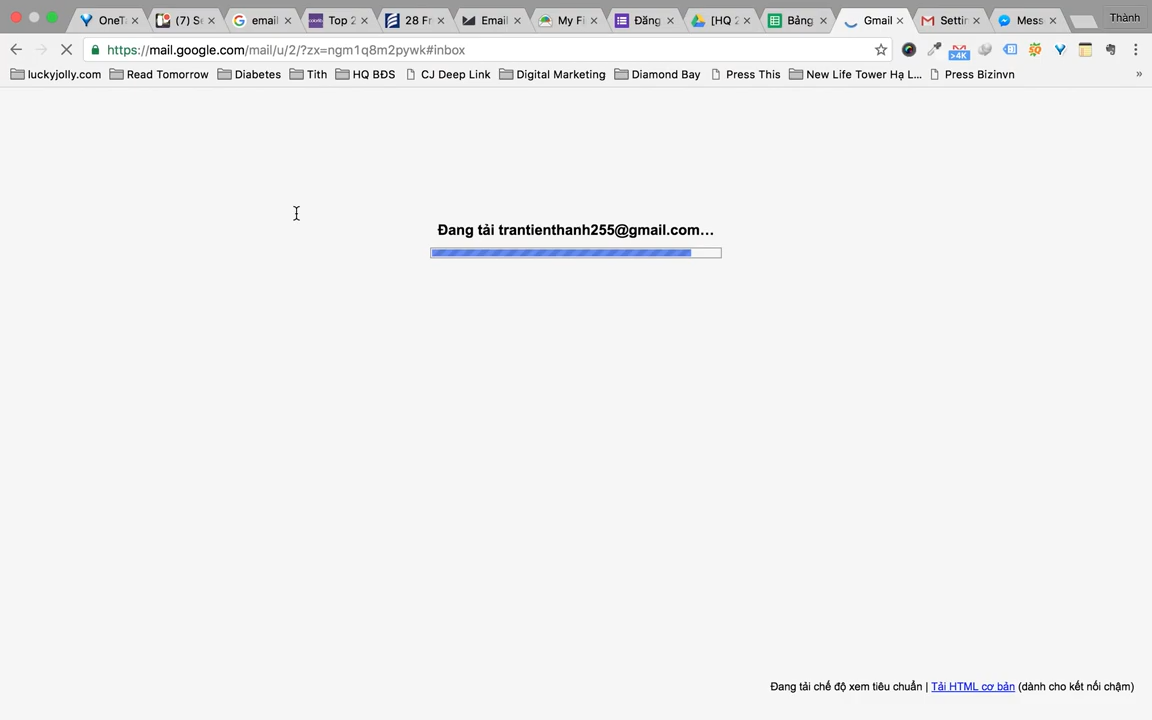 OneT
(7) S
email
Top 2
28 Fr
Email
My Fi
Đăng
[HQ 2
Bảng
Gmail
Settin
Mess
Thành
https://mail.google.com/mail/u/2/?zx=ngm1q8m2pywk#inbox
>4K
luckyjolly.com
Read Tomorrow
Diabetes
Tith
HQ BĐS
CJ Deep Link
Digital Marketing
Diamond Bay
Press This
New Life Tower Hạ L...
Press Bizinvn
»
Đang tải trantienthanh255@gmail.com…
Đang tải chế độ xem tiêu chuẩn | Tải HTML cơ bản (dành cho kết nối chậm)